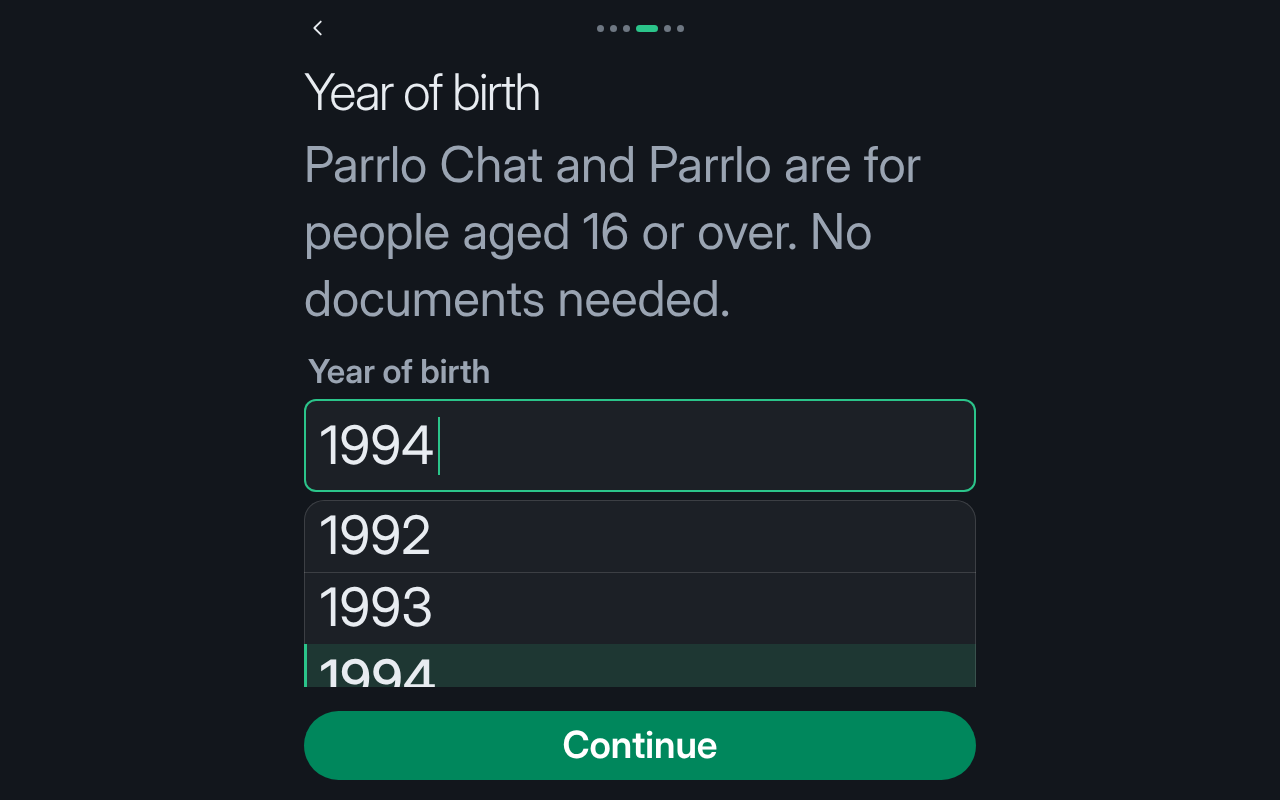 Year of birth
Parrlo Chat and Parrlo are for
people aged 16 or over. No
documents needed.
Year of birth
1994
1992
1993
1994
Continue